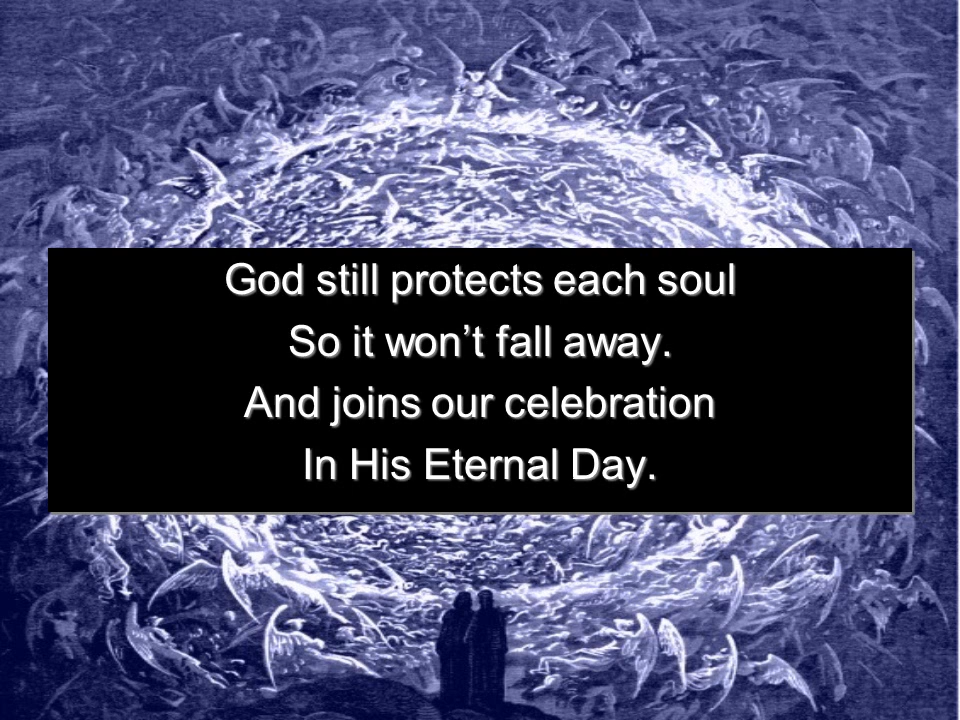 God still protects each soul
So it won’t fall away.
And joins our celebration
In His Eternal Day.